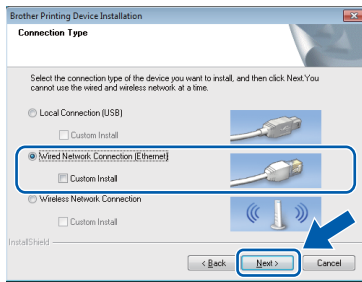 Brother Printing Device Installation
Connection Type
Select the connection type of the device you want to install, and then click Next.You
cannot use the wired and wireless network at a time.
Local Connection (USB)
Custom Install
Wired Network Connection (Ethernet)
Custom Install
Wireless Network Connection
Custom Install
InstallShield
< Back
Next >
Cancel